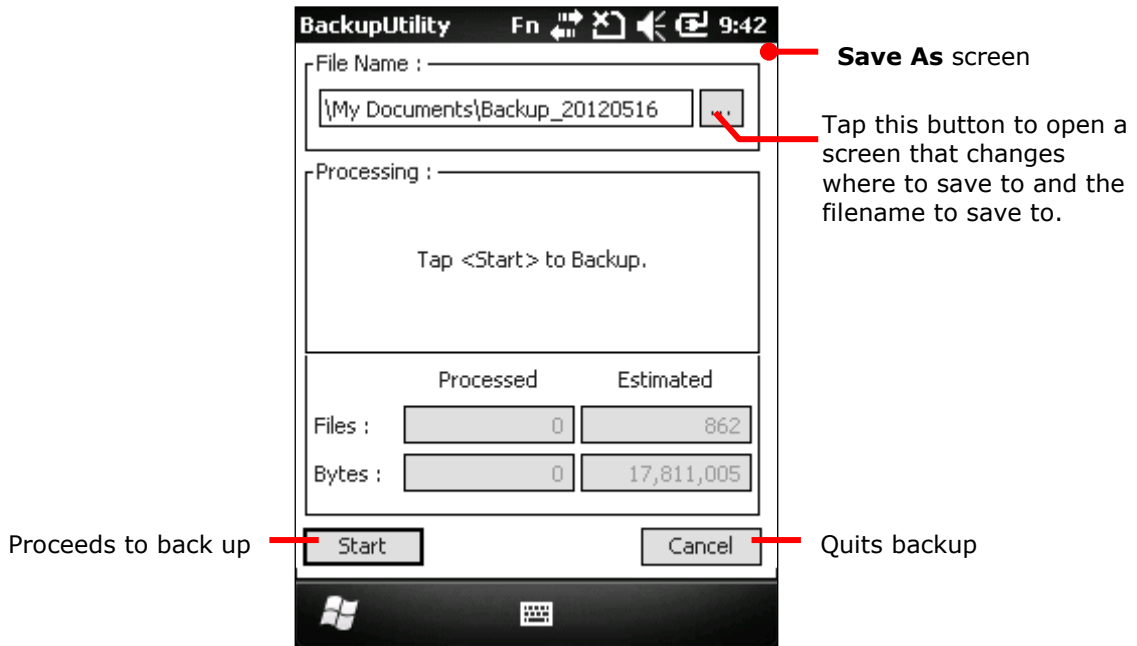 BackupUtility Fn 9:42
Save As screen
File Name :
\My Documents\Backup_20120516 ...
Tap this button to open a
screen that changes
where to save to and the
filename to save to.
Processing :
Tap <Start> to Backup.
Processed Estimated
Files : 0 862
Bytes : 0 17,811,005
Proceeds to back up
Start
Cancel
Quits backup